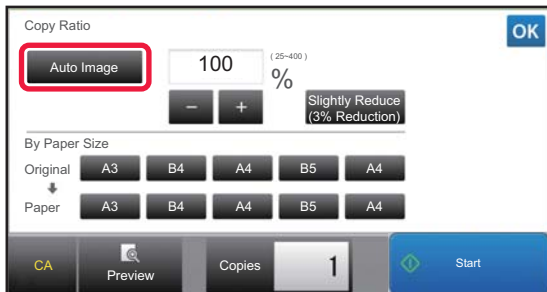 Copy Ratio
OK
Auto Image
100
( 25~400 )
%
−
+
Slightly Reduce
(3% Reduction)
By Paper Size
Original A3 B4 A4 B5 A4
Paper A3 B4 A4 B5 A4
CA
Preview
Copies
1
Start